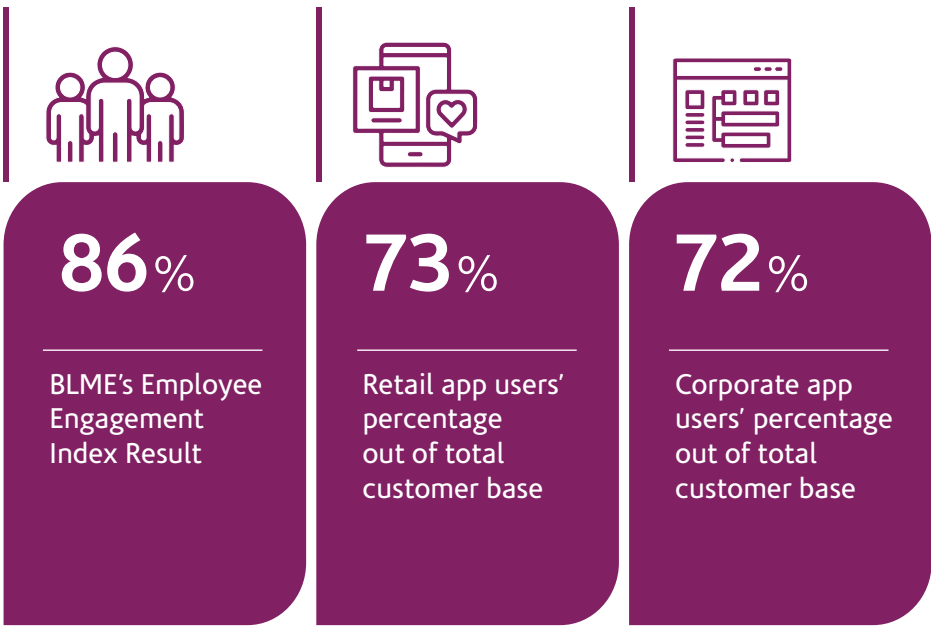 86%
BLME’s Employee
Engagement
Index Result
73%
Retail app users’
percentage
out of total
customer base
72%
Corporate app
users’ percentage
out of total
customer base